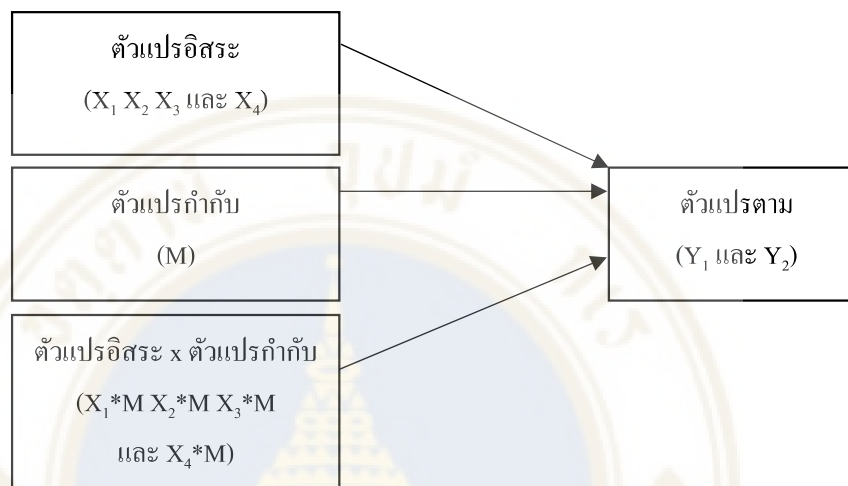 ตัวแปรอิสระ
(X₁ X₂ X₃ และ X₄)
ตัวแปรกำกับ
(M)
ตัวแปรอิสระ x ตัวแปรกำกับ
(X₁*M X₂*M X₃*M
และ X₄*M)
ตัวแปรตาม
(Y₁ และ Y₂)